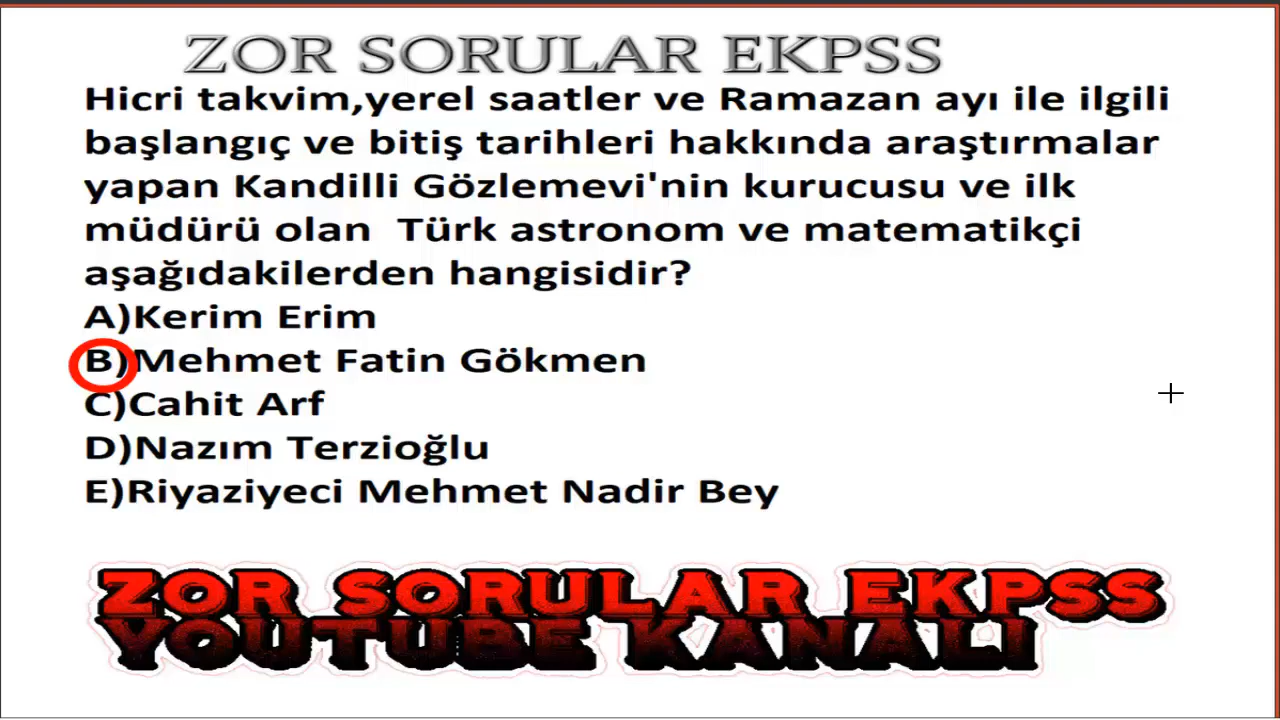 ZOR SORULAR EKPSS
Hicri takvim,yerel saatler ve Ramazan ayı ile ilgili
başlangıç ve bitiş tarihleri hakkında araştırmalar
yapan Kandilli Gözlemevi'nin kurucusu ve ilk
müdürü olan  Türk astronom ve matematikçi
aşağıdakilerden hangisidir?
A)Kerim Erim
B)Mehmet Fatin Gökmen
C)Cahit Arf
D)Nazım Terzioğlu
E)Riyaziyeci Mehmet Nadir Bey
ZOR SORULAR EKPSS
YOUTUBE KANALI